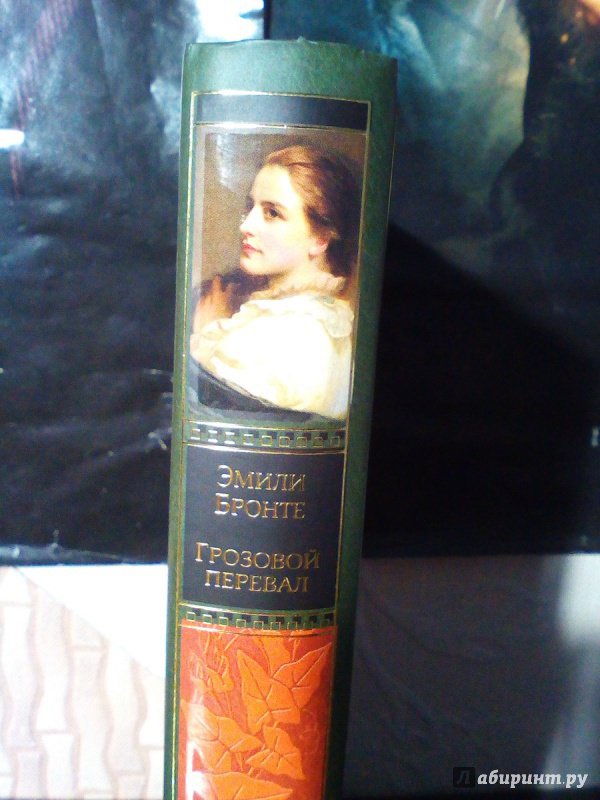 ЭМИЛИ
БРОНТЕ
ГРОЗОВОЙ
ПЕРЕВАЛ
Лабиринт.ру